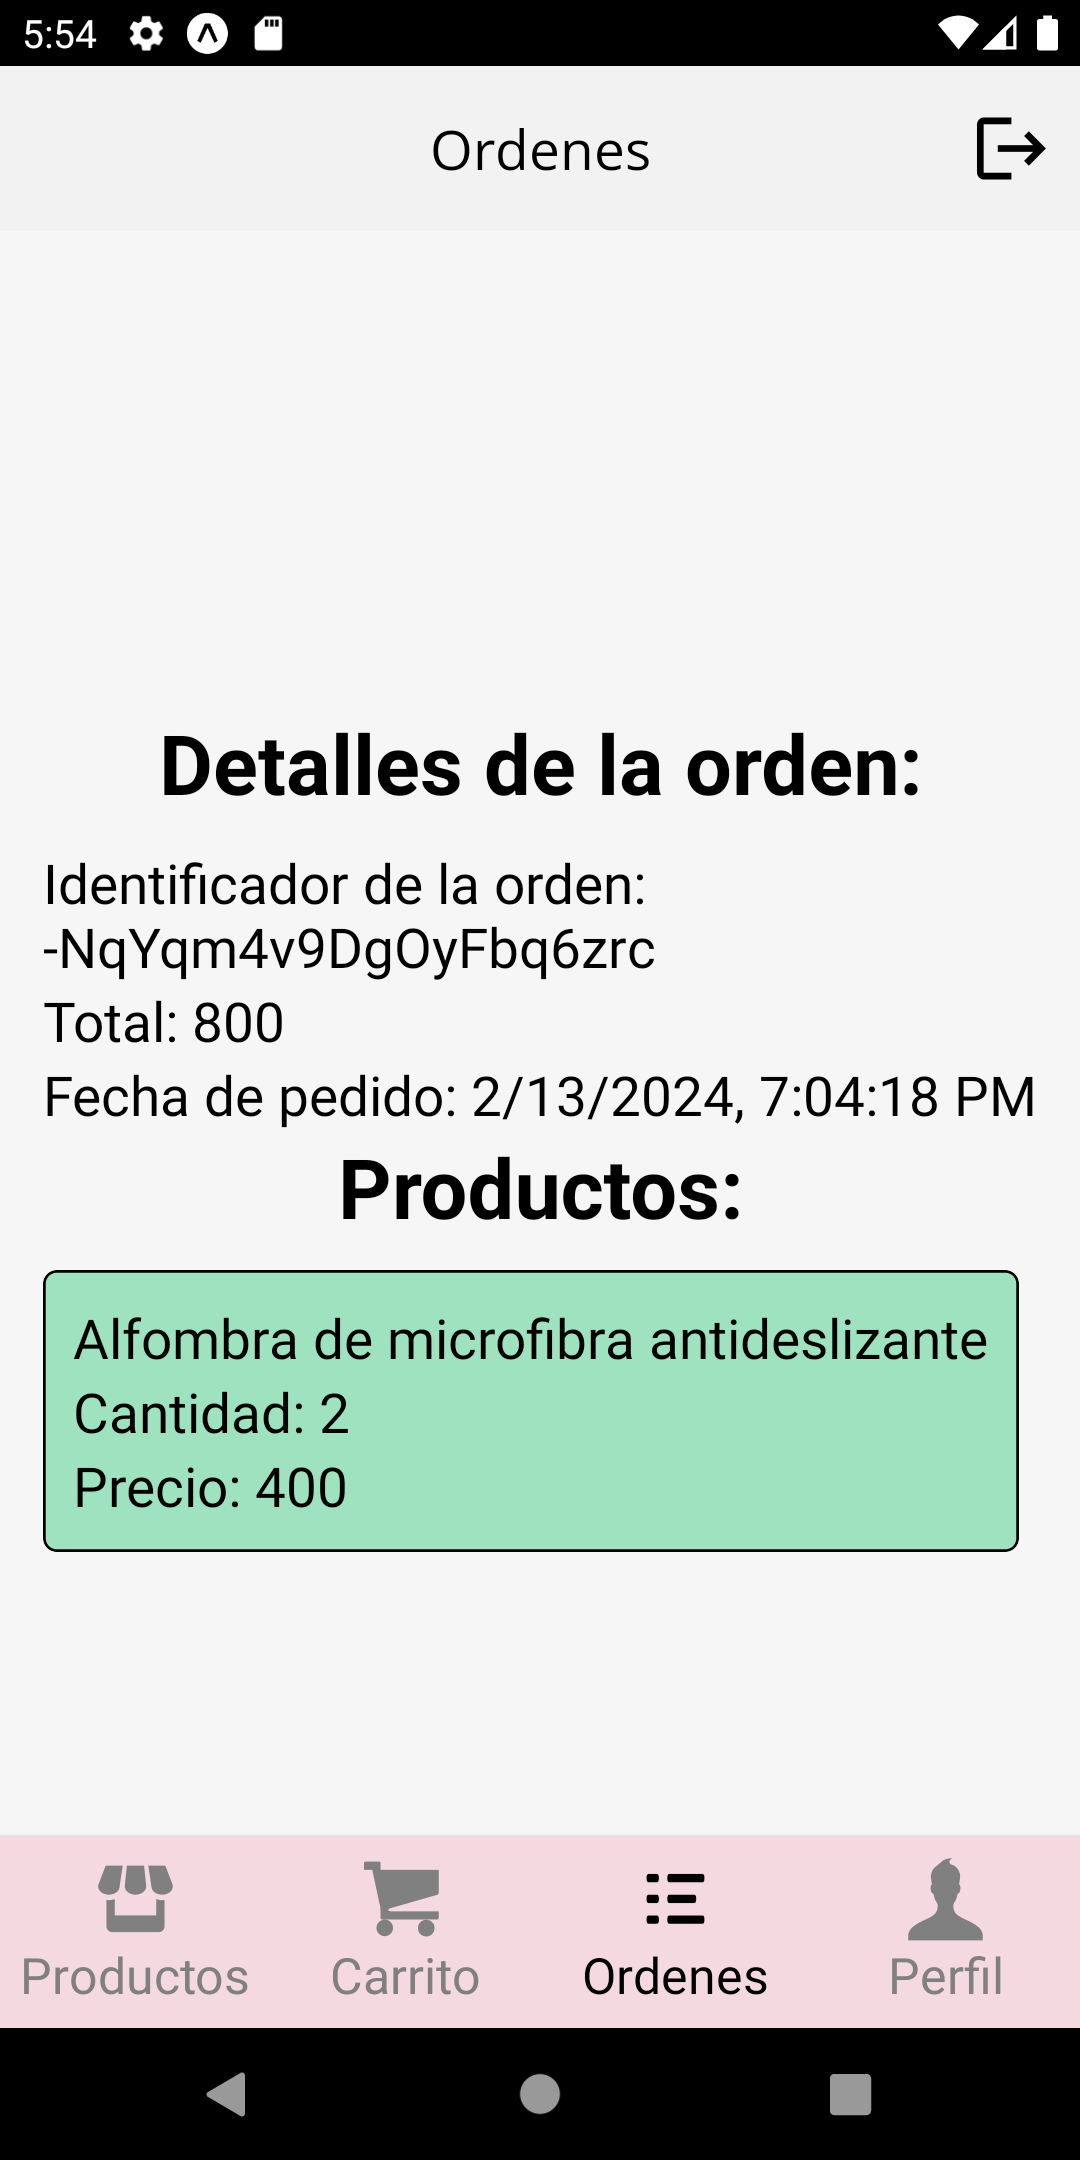 5:54
Ordenes
Detalles de la orden:
Identificador de la orden:
-NqYqm4v9DgOyFbq6zrc
Total: 800
Fecha de pedido: 2/13/2024, 7:04:18 PM
Productos:
Alfombra de microfibra antideslizante
Cantidad: 2
Precio: 400
Productos
Carrito
Ordenes
Perfil